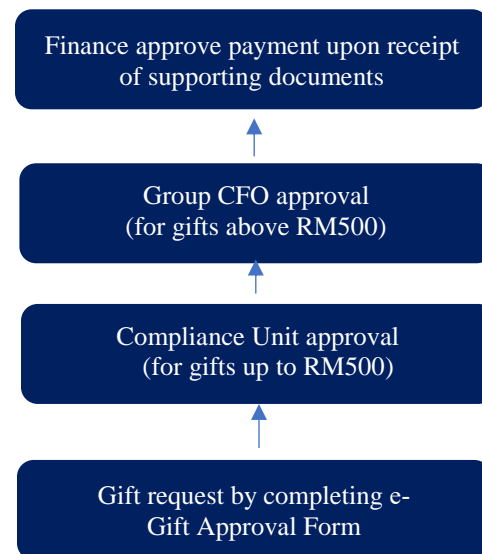 Finance approve payment upon receipt
of supporting documents
Group CFO approval
(for gifts above RM500)
Compliance Unit approval
(for gifts up to RM500)
Gift request by completing e-
Gift Approval Form